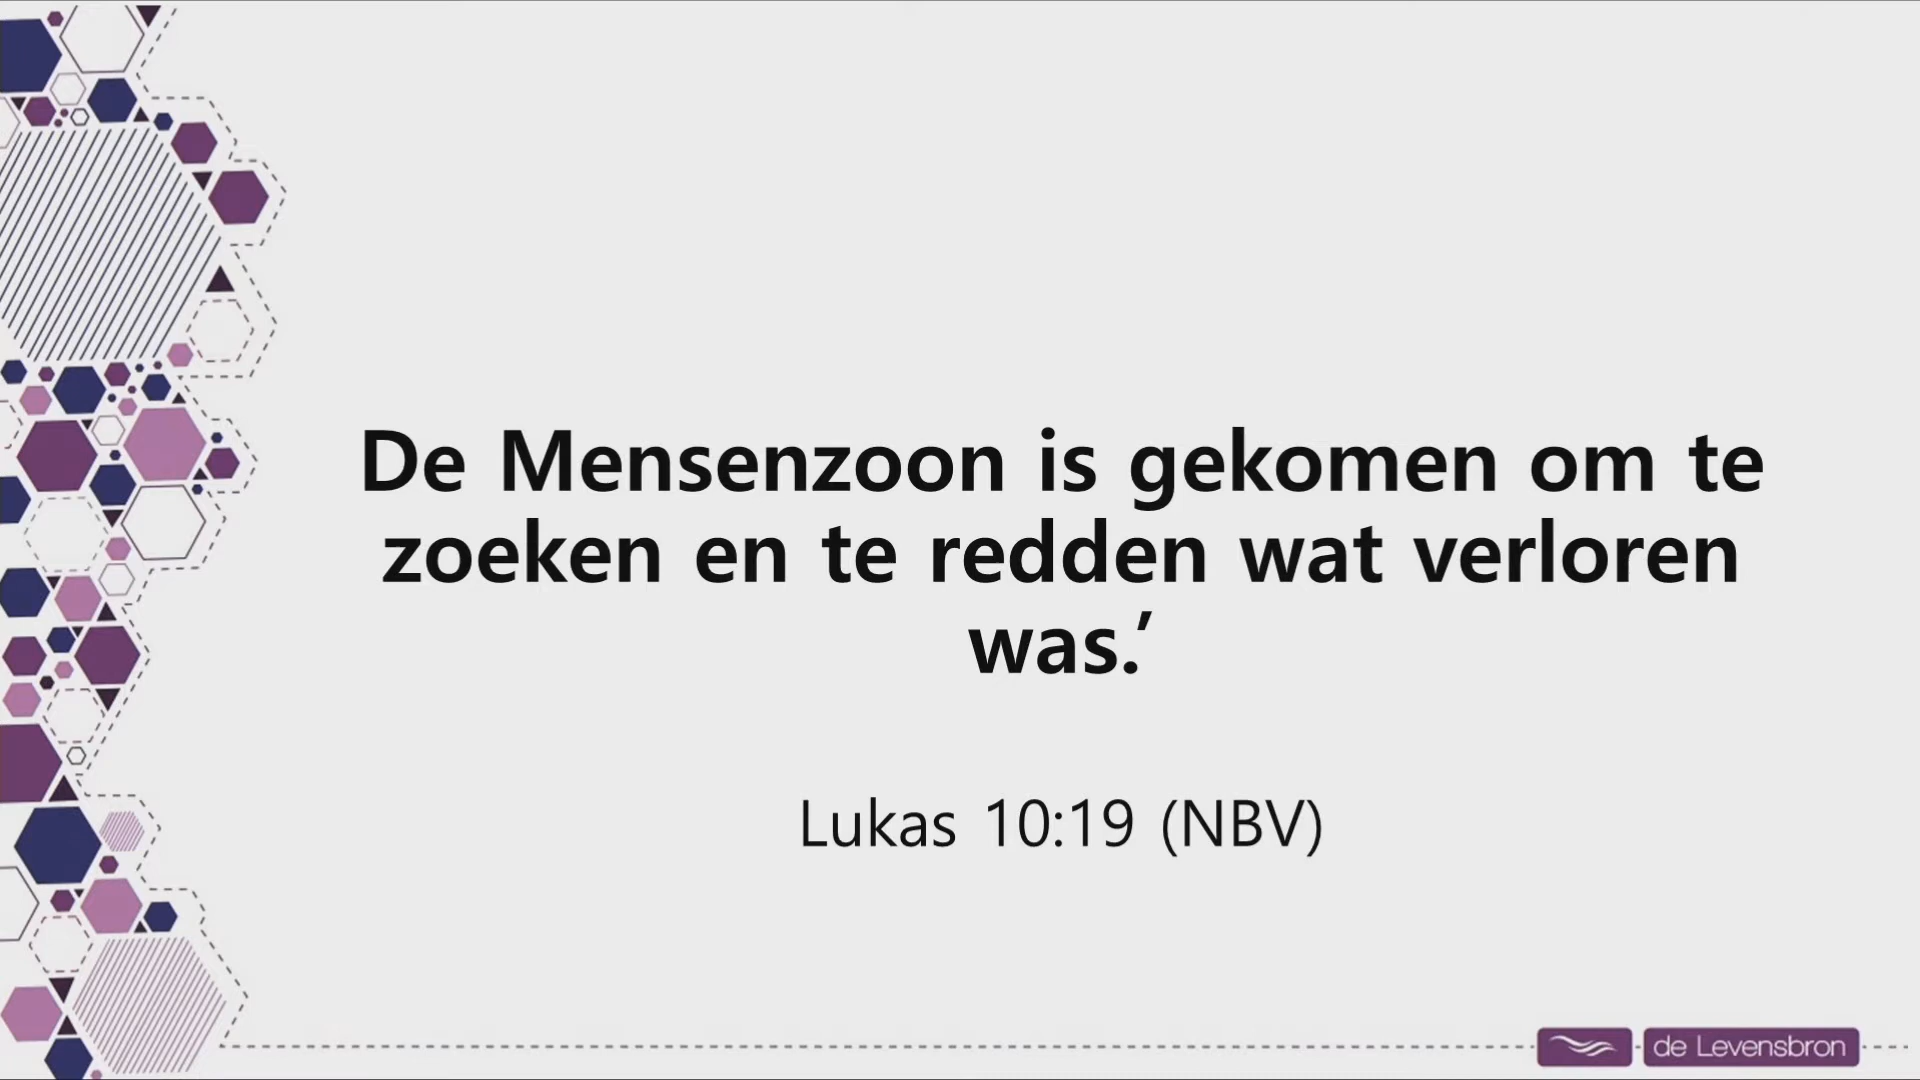 De Mensenzoon is gekomen om te
zoeken en te redden wat verloren
was.’
Lukas 10:19 (NBV)
de Levensbron